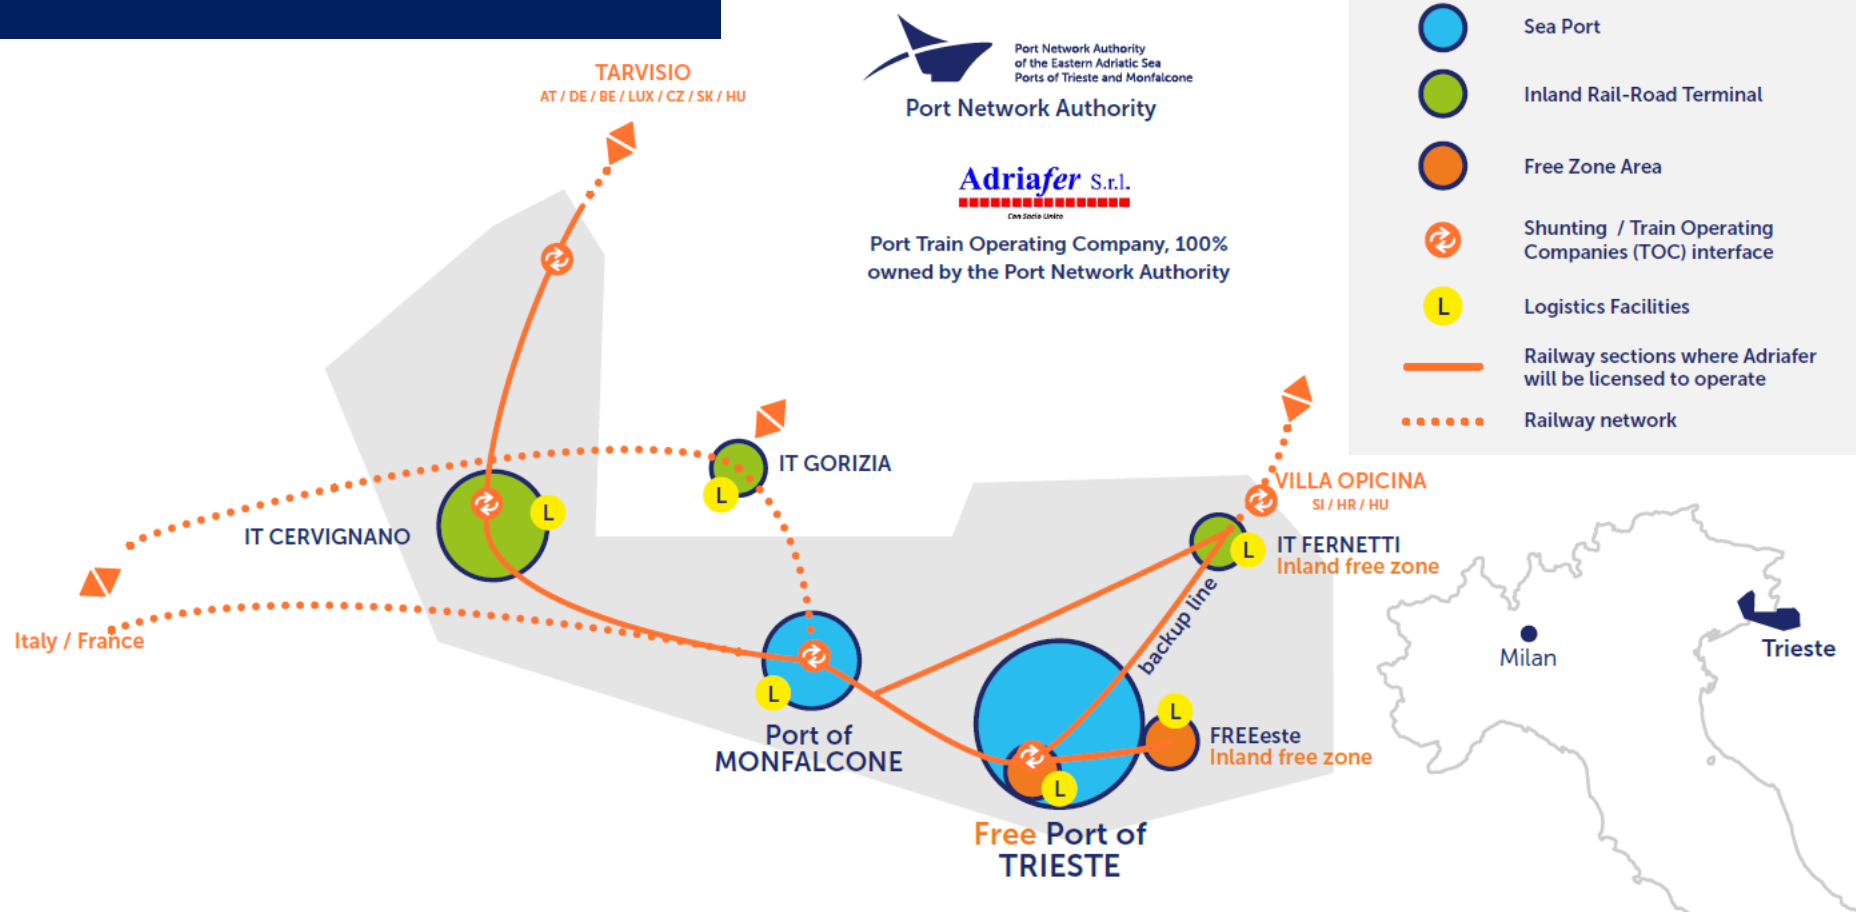 TARVISIO
AT / DE / BE / LUX / CZ / SK / HU
Port Network Authority
of the Eastern Adriatic Sea
Ports of Trieste and Monfalcone
Port Network Authority
Adriafer S.r.l.
Con Socio Unico
Port Train Operating Company, 100%
owned by the Port Network Authority
Sea Port
Inland Rail-Road Terminal
Free Zone Area
Shunting / Train Operating
Companies (TOC) interface
L
Logistics Facilities
Railway sections where Adriafer
will be licensed to operate
Railway network
IT GORIZIA
L
VILLA OPICINA
SI / HR / HU
IT CERVIGNANO
L
IT FERNETTI
L
Inland free zone
backup line
Italy / France
L
Port of
MONFALCONE
L
FREEeste
Inland free zone
L
Free Port of
TRIESTE
Milan
Trieste